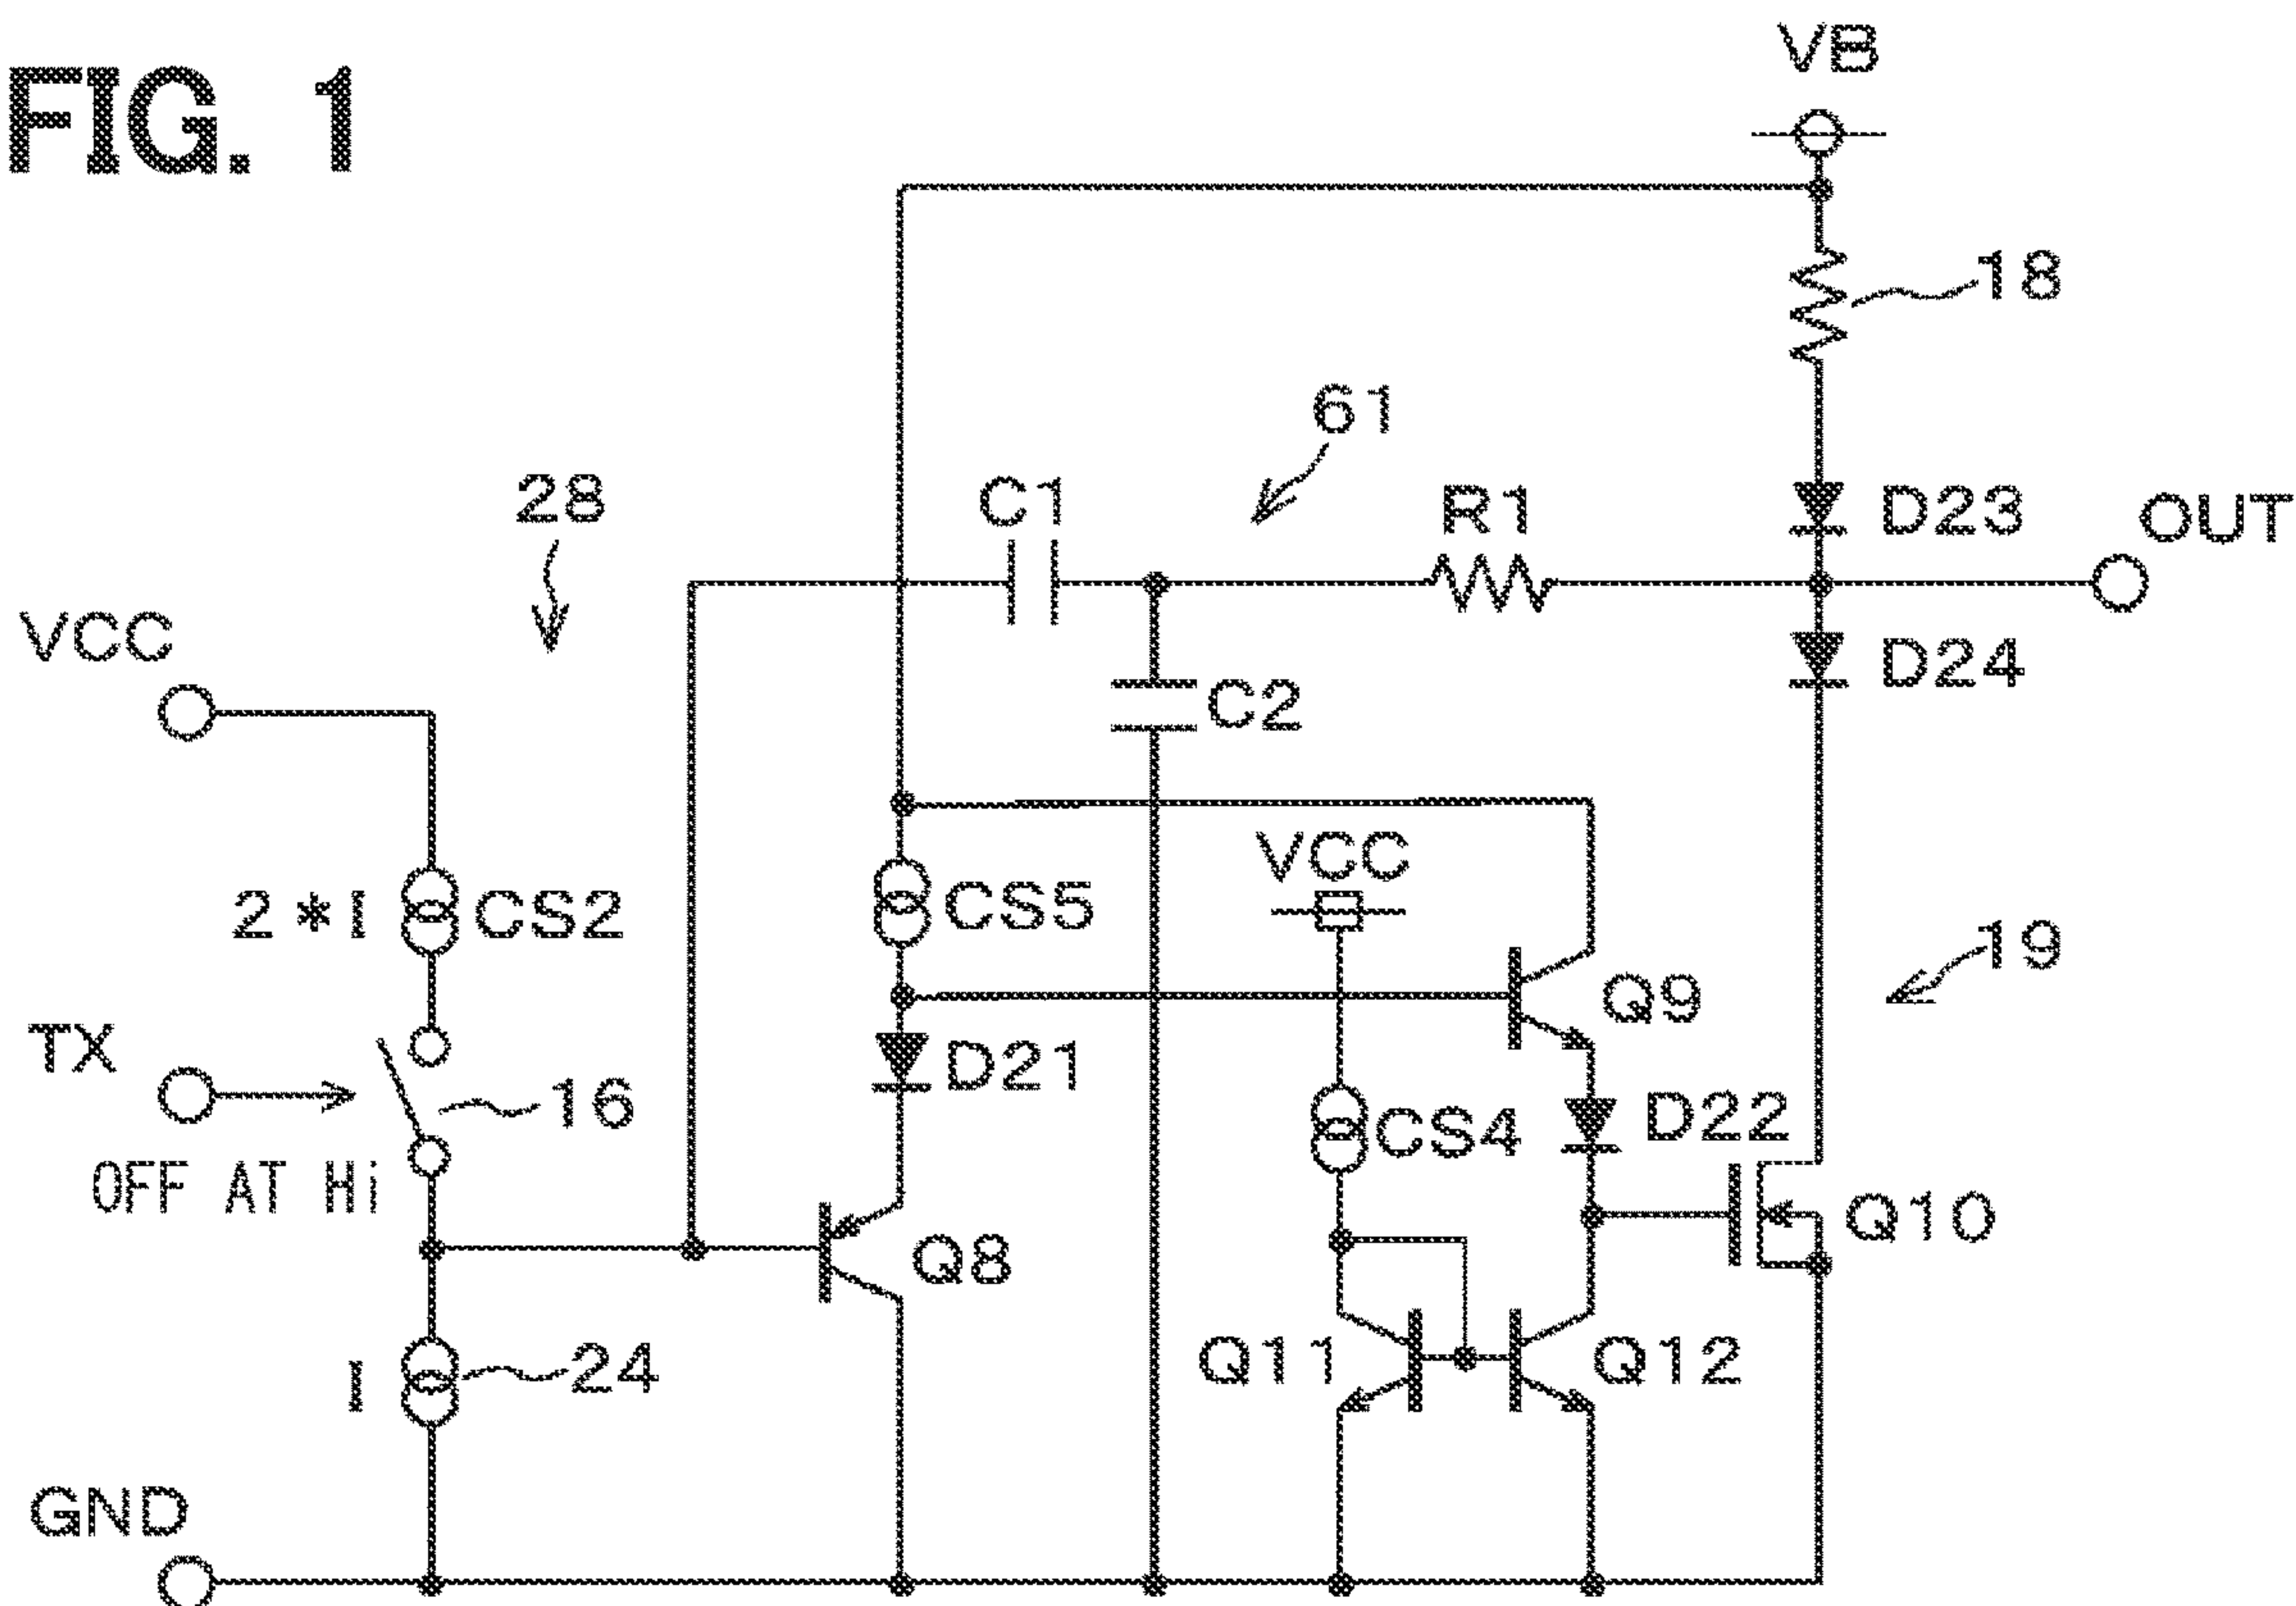 FIG. 1
VB
18
61
28
C1
R1
D23
OUT
VCC
D24
C2
VCC
2*I
CS2
CS5
19
Q9
TX
D21
16
CS4
D22
OFF AT Hi
Q10
Q8
Q11
Q12
I
24
GND